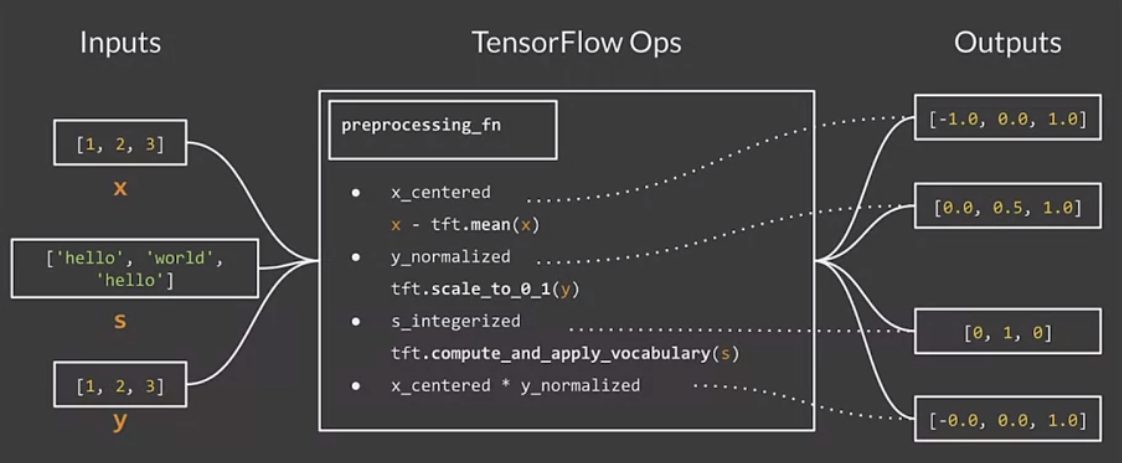 Inputs
TensorFlow Ops
Outputs
[1, 2, 3]
x
['hello', 'world',
'hello']
s
[1, 2, 3]
y
preprocessing_fn
• x_centered
x - tft.mean(x)
• y_normalized
tft.scale_to_0_1(y)
• s_integerized
tft.compute_and_apply_vocabulary(s)
• x_centered * y_normalized
[-1.0, 0.0, 1.0]
[0.0, 0.5, 1.0]
[0, 1, 0]
[-0.0, 0.0, 1.0]